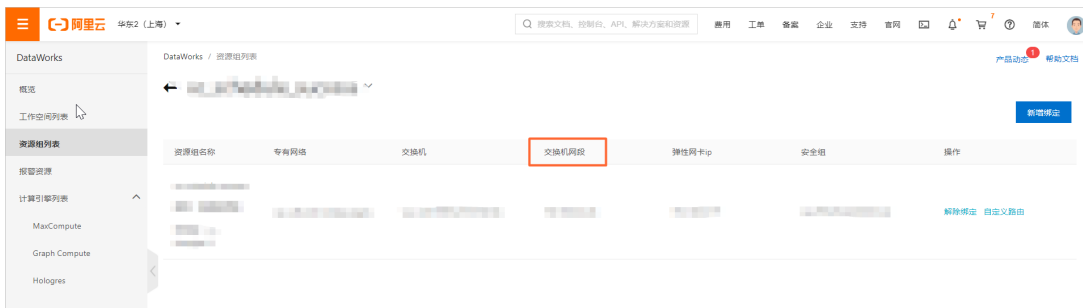 阿里云 华东2（上海） 搜索文档、控制台、API、解决方案和资源 费用 工单 备案 企业 支持 官网 7 简体
DataWorks
概览
工作空间列表
资源组列表
报警资源
计算引擎列表
MaxCompute
Graph Compute
Hologres
DataWorks / 资源组列表
产品动态 1 帮助文档
新增绑定
资源组名称 专有网络 交换机 交换机网段 弹性网卡ip 安全组 操作
解除绑定 自定义路由